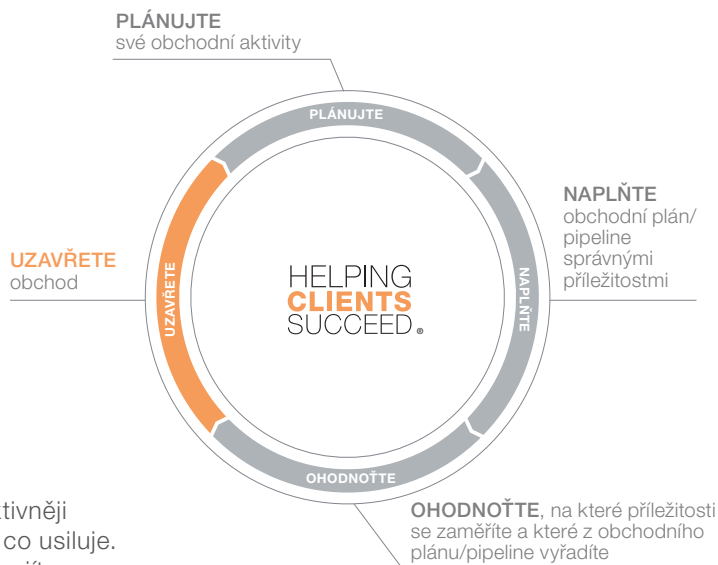 PLÁNUJTE
své obchodní aktivity
PLÁNUJTE
NAPLŇTE
obchodní plán/
pipeline
správnými
příležitostmi
NAPLŇTE
UZAVŘETE
obchod
UZAVŘETE
HELPING
CLIENTS
SUCCEED®
OHODNOŤTE
OHODNOŤTE, na které příležitosti
se zaměříte a které z obchodního
plánu/pipeline vyřadíte
co usiluje.